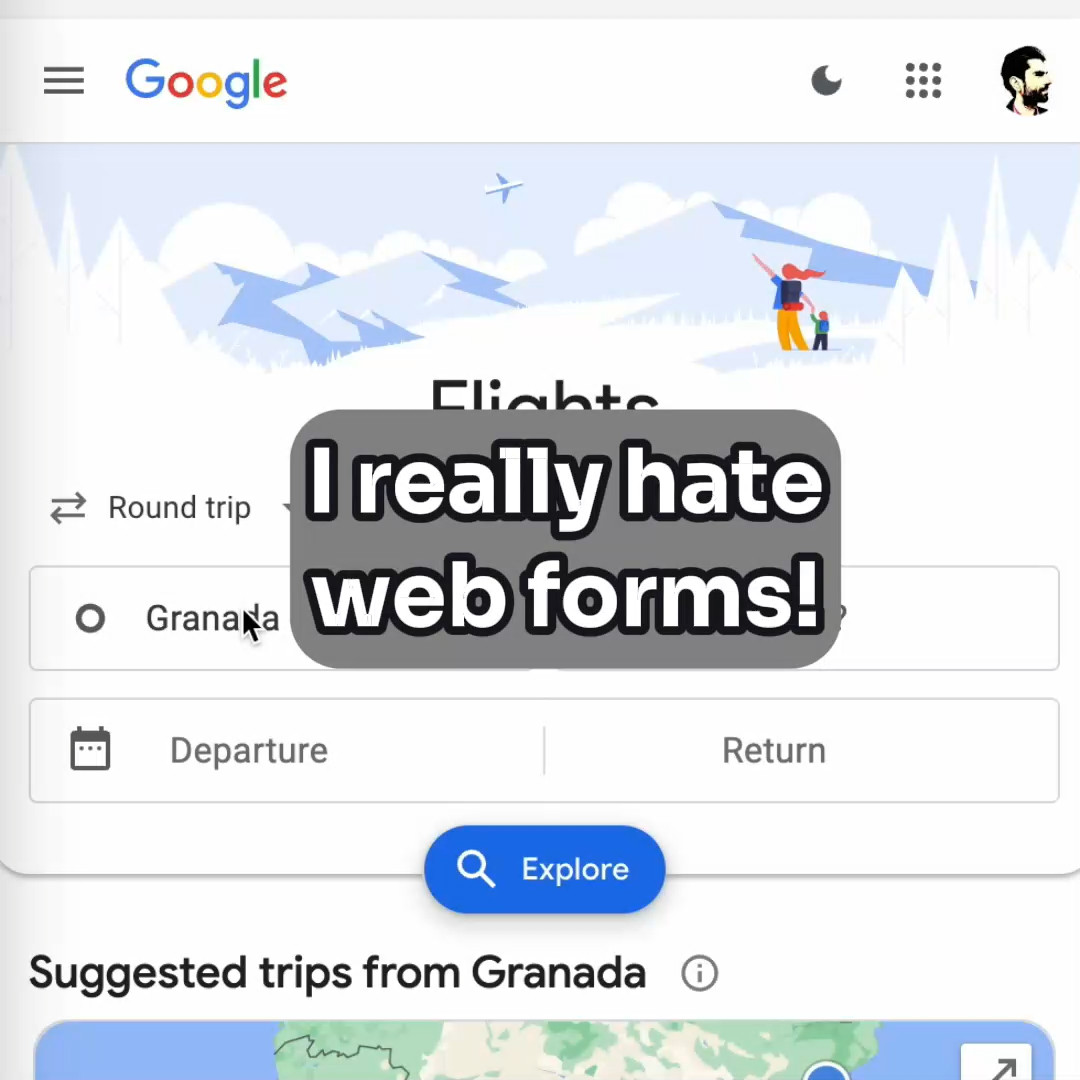 Google
Flights
I really hate
web forms!
Round trip
Granada
?
Departure
Return
Explore
Suggested trips from Granada